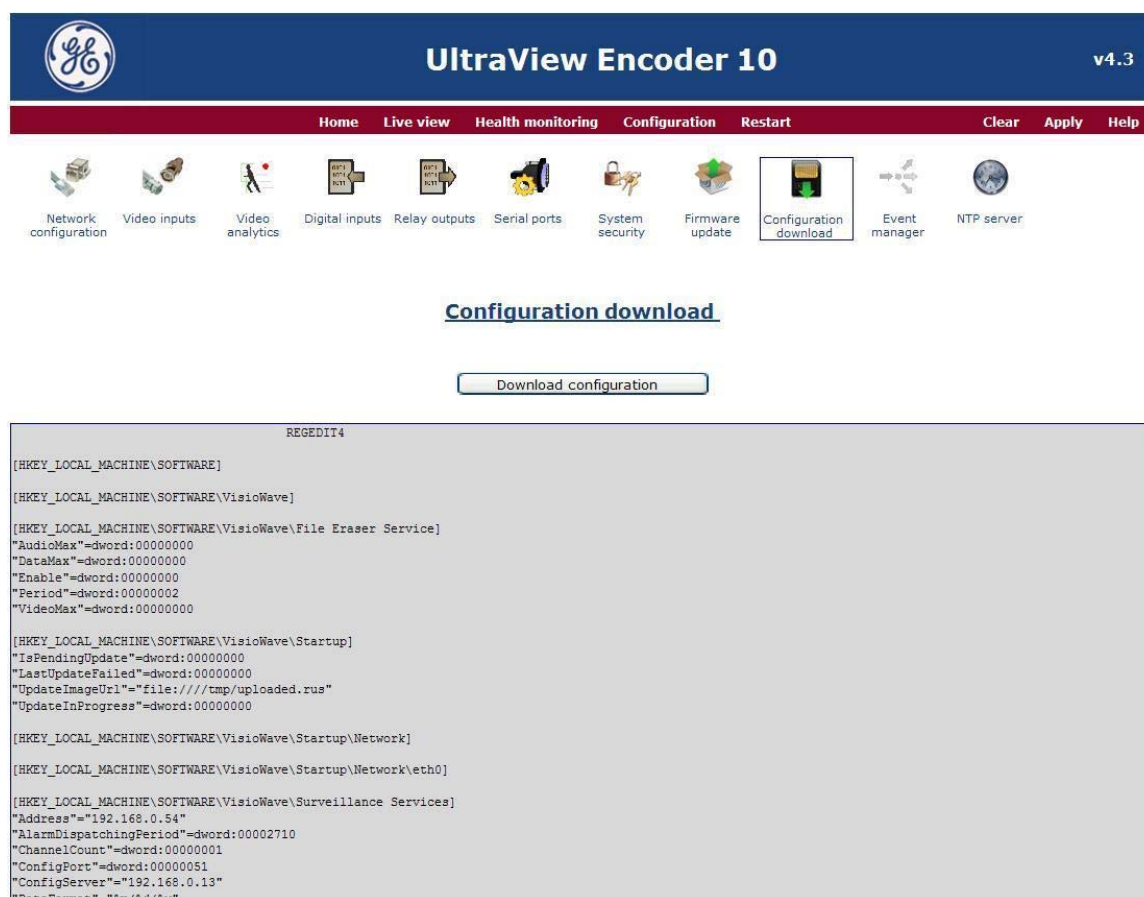 GE
UltraView Encoder 10
v4.3
Home Live view Health monitoring Configuration Restart Clear Apply Help
Network configuration
Video inputs
Video analytics
Digital inputs
Relay outputs
Serial ports
System security
Firmware update
Configuration download
Event manager
NTP server
Configuration download
Download configuration
REGEDIT4
[HKEY_LOCAL_MACHINE\SOFTWARE]
[HKEY_LOCAL_MACHINE\SOFTWARE\VisioWave]
[HKEY_LOCAL_MACHINE\SOFTWARE\VisioWave\File Eraser Service]
"AudioMax"=dword:00000000
"DataMax"=dword:00000000
"Enable"=dword:00000000
"Period"=dword:00000002
"VideoMax"=dword:00000000
[HKEY_LOCAL_MACHINE\SOFTWARE\VisioWave\Startup]
"IsPendingUpdate"=dword:00000000
"LastUpdateFailed"=dword:00000000
"UpdateImageUrl"="file:////tmp/uploaded.rus"
"UpdateInProgress"=dword:00000000
[HKEY_LOCAL_MACHINE\SOFTWARE\VisioWave\Startup\Network]
[HKEY_LOCAL_MACHINE\SOFTWARE\VisioWave\Startup\Network\eth0]
[HKEY_LOCAL_MACHINE\SOFTWARE\VisioWave\Surveillance Services]
"Address"="192.168.0.54"
"AlarmDispatchingPeriod"=dword:00002710
"ChannelCount"=dword:00000001
"ConfigPort"=dword:00000051
"ConfigServer"="192.168.0.13"